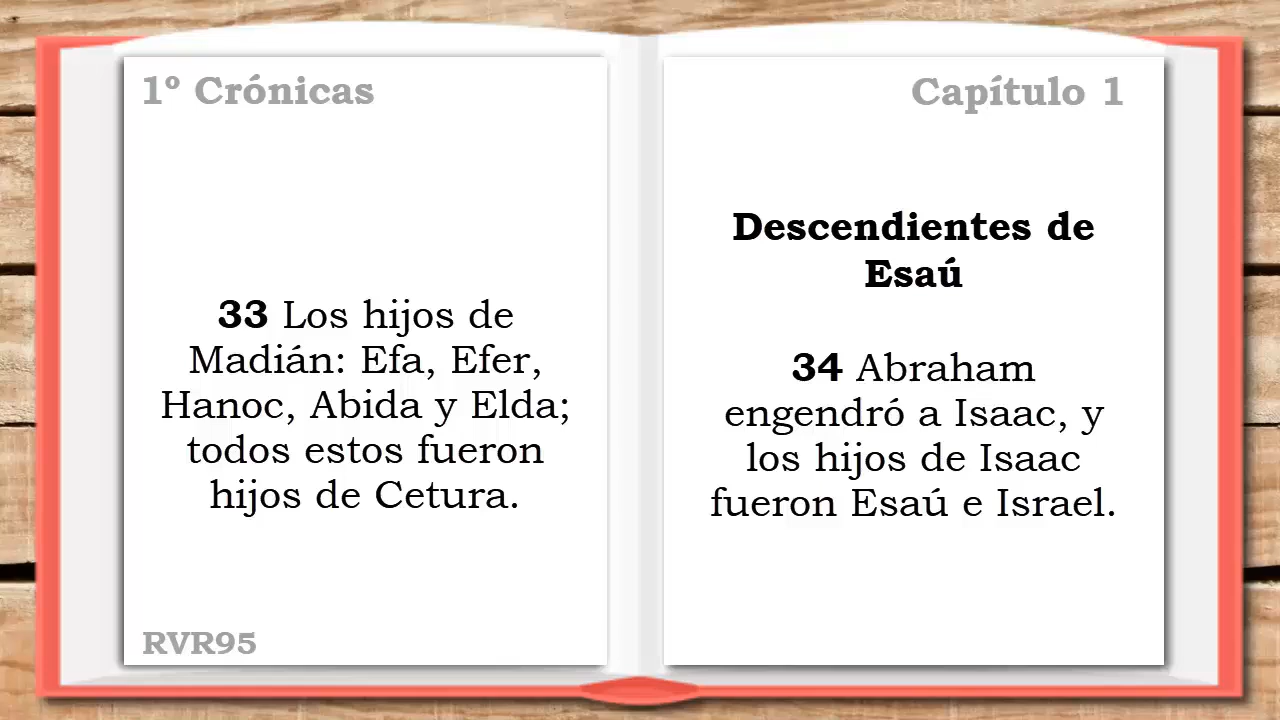 1º Crónicas
33 Los hijos de
Madián: Efa, Efer,
Hanoc, Abida y Elda;
todos estos fueron
hijos de Cetura.
RVR95
Capítulo 1
Descendientes de
Esaú
34 Abraham
engendró a Isaac, y
los hijos de Isaac
fueron Esaú e Israel.